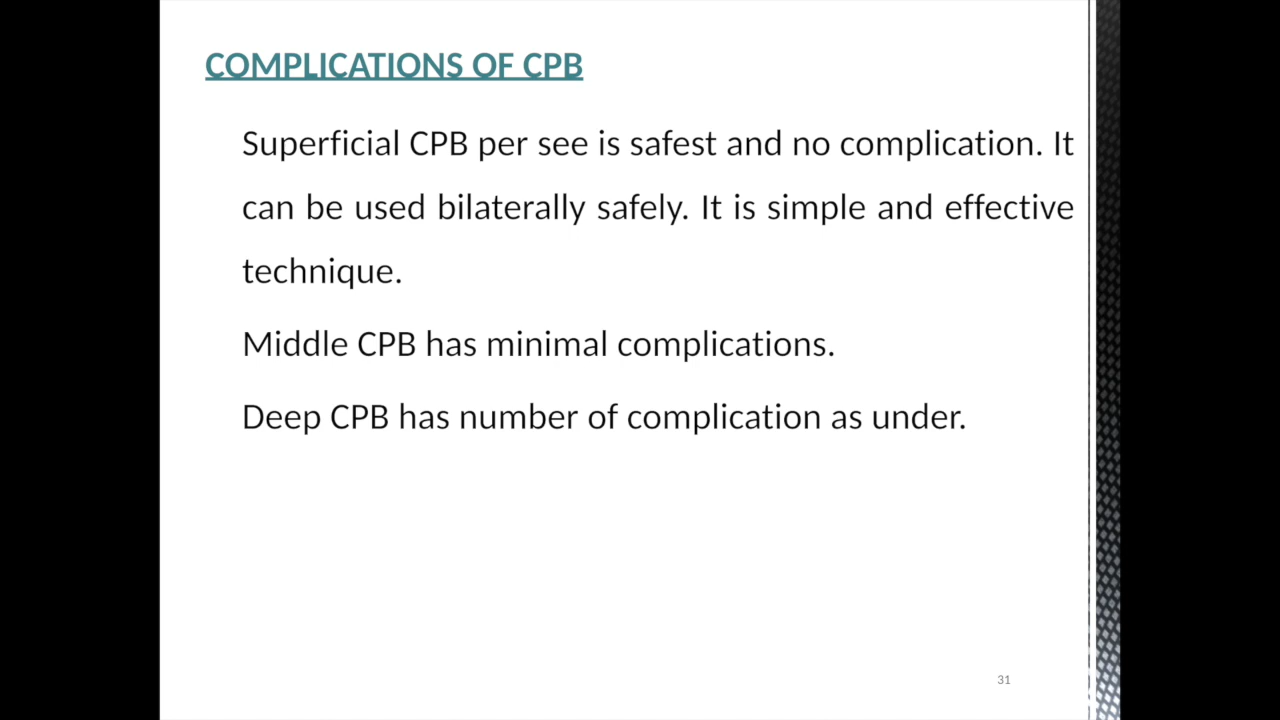 COMPLICATIONS OF CPB
Superficial CPB per see is safest and no complication. It
can be used bilaterally safely. It is simple and effective
technique.
Middle CPB has minimal complications.
Deep CPB has number of complication as under.
31